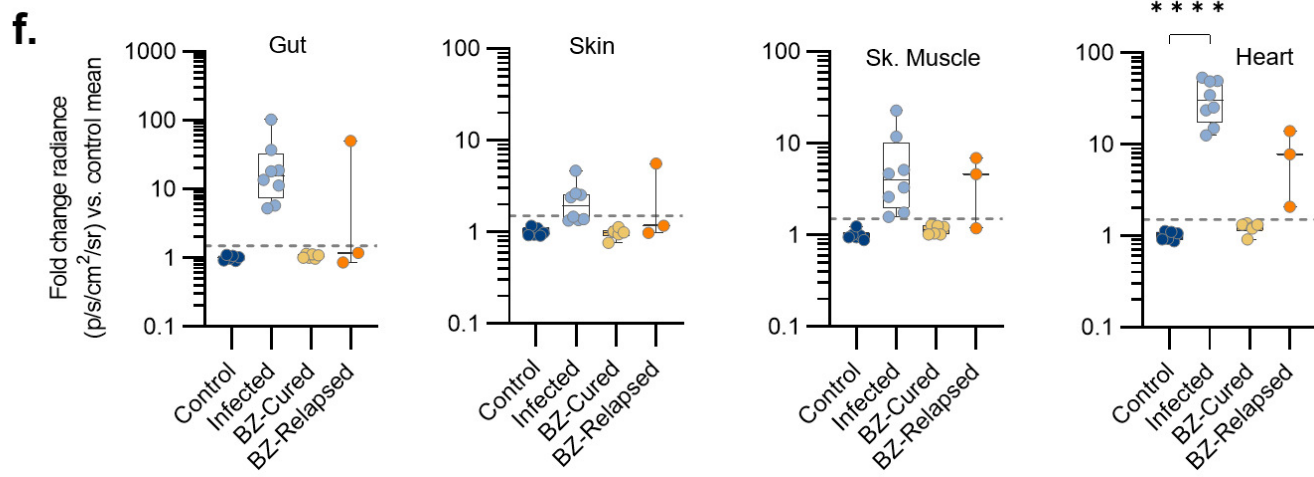 f.
Fold change radiance
(p/s/cm²/sr) vs. control mean
Gut
1000
100
10
1
0.1
Control
Infected
BZ-Cured
BZ-Relapsed
Skin
100
10
1
0.1
Control
Infected
BZ-Cured
BZ-Relapsed
Sk. Muscle
100
10
1
0.1
Control
Infected
BZ-Cured
BZ-Relapsed
****
Heart
100
10
1
0.1
Control
Infected
BZ-Cured
BZ-Relapsed